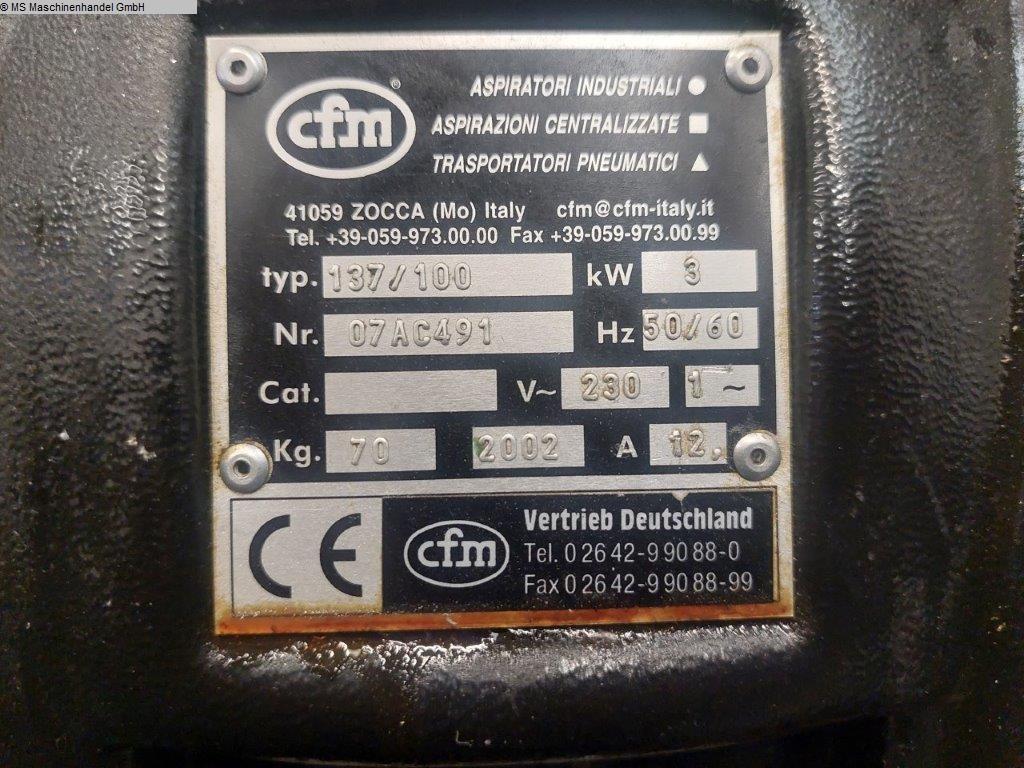 © MS Maschinenhandel GmbH
cfm®
ASPIRATORI INDUSTRIALI
ASPIRAZIONI CENTRALIZZATE
TRASPORTATORI PNEUMATICI
41059 ZOCCA (Mo) Italy cfm@cfm-italy.it
Tel. +39-059-973.00.00 Fax +39-059-973.00.99
typ. 137/100 kW 3
Nr. 07AC491 Hz 50/60
Cat. V~ 230 1 ~
Kg. 70 2002 A 12,
CE
cfm
Vertrieb Deutschland
Tel. 0 26 42-9 90 88-0
Fax 0 26 42-9 90 88-99